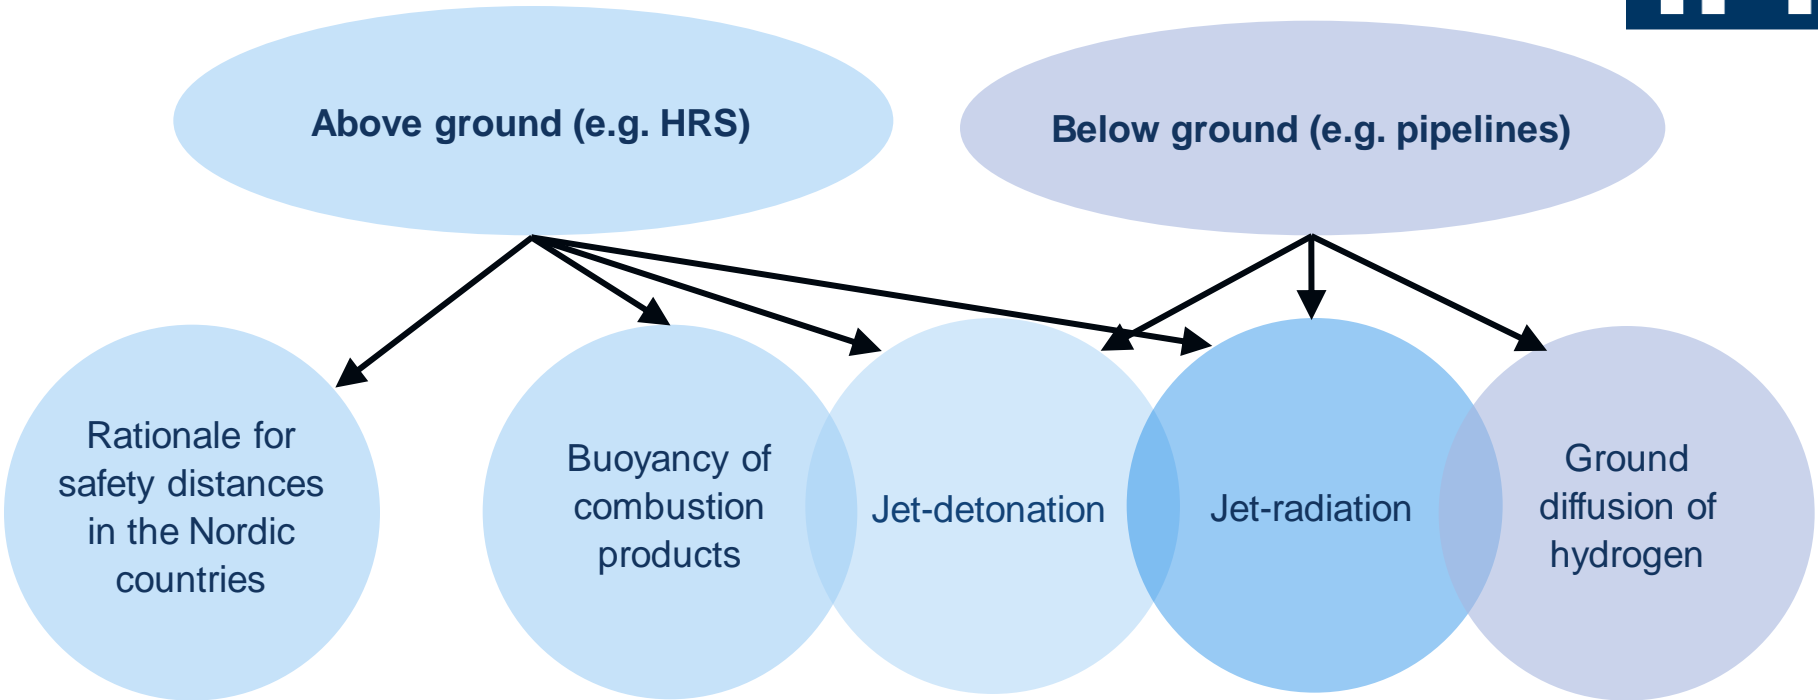 Above ground (e.g. HRS)
Below ground (e.g. pipelines)
Rationale for
safety distances
in the Nordic
countries
Buoyancy of
combustion
products
Jet-detonation
Jet-radiation
Ground
diffusion of
hydrogen